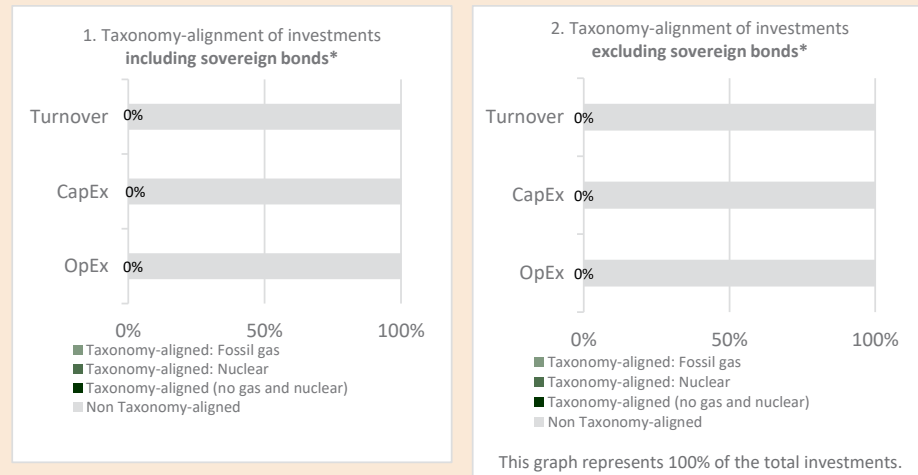 1. Taxonomy-alignment of investments
including sovereign bonds*
Turnover 0%
CapEx 0%
OpEx 0%
0% 50% 100%
Taxonomy-aligned: Fossil gas
Taxonomy-aligned: Nuclear
Taxonomy-aligned (no gas and nuclear)
Non Taxonomy-aligned
2. Taxonomy-alignment of investments
excluding sovereign bonds*
Turnover 0%
CapEx 0%
OpEx 0%
0% 50% 100%
Taxonomy-aligned: Fossil gas
Taxonomy-aligned: Nuclear
Taxonomy-aligned (no gas and nuclear)
Non Taxonomy-aligned
This graph represents 100% of the total investments.